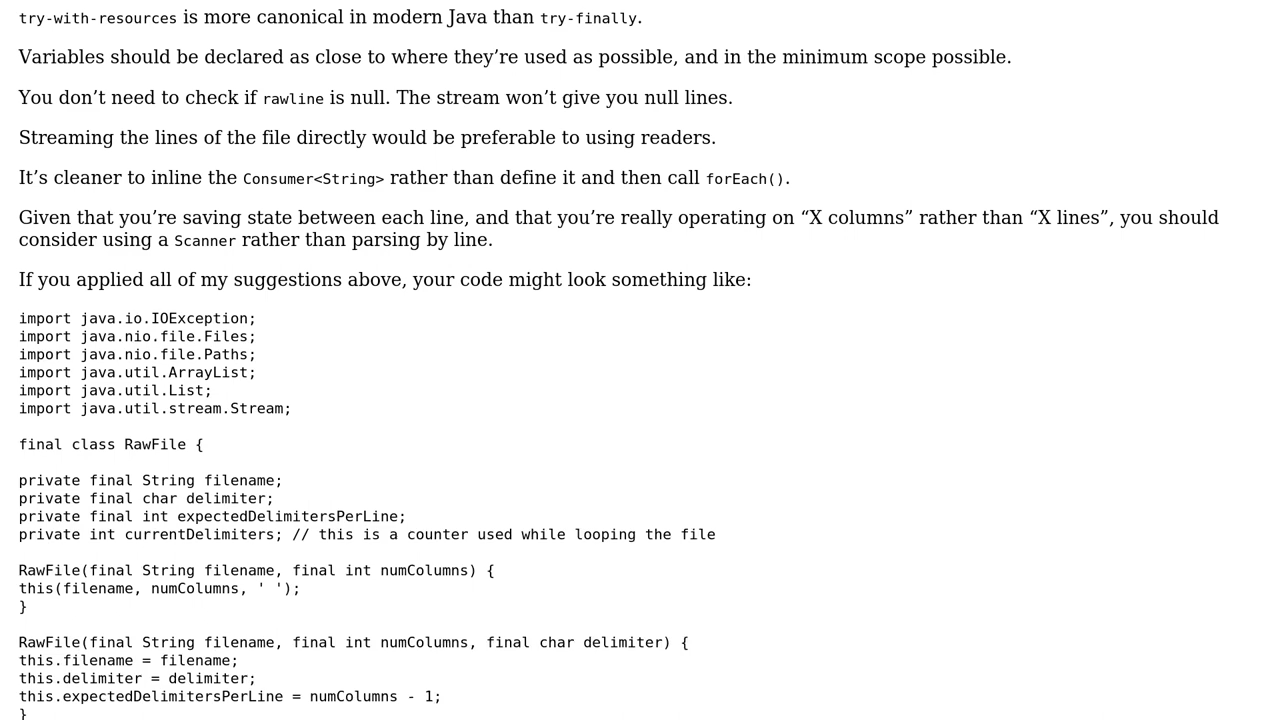 try-with-resources is more canonical in modern Java than try-finally.
Variables should be declared as close to where they’re used as possible, and in the minimum scope possible.
You don’t need to check if rawline is null. The stream won’t give you null lines.
Streaming the lines of the file directly would be preferable to using readers.
It’s cleaner to inline the Consumer<String> rather than define it and then call forEach().
Given that you’re saving state between each line, and that you’re really operating on “X columns” rather than “X lines”, you should
consider using a Scanner rather than parsing by line.
If you applied all of my suggestions above, your code might look something like:
import java.io.IOException;
import java.nio.file.Files;
import java.nio.file.Paths;
import java.util.ArrayList;
import java.util.List;
import java.util.stream.Stream;
final class RawFile {
private final String filename;
private final char delimiter;
private final int expectedDelimitersPerLine;
private int currentDelimiters; // this is a counter used while looping the file
RawFile(final String filename, final int numColumns) {
this(filename, numColumns, ' ');
}
RawFile(final String filename, final int numColumns, final char delimiter) {
this.filename = filename;
this.delimiter = delimiter;
this.expectedDelimitersPerLine = numColumns - 1;
}